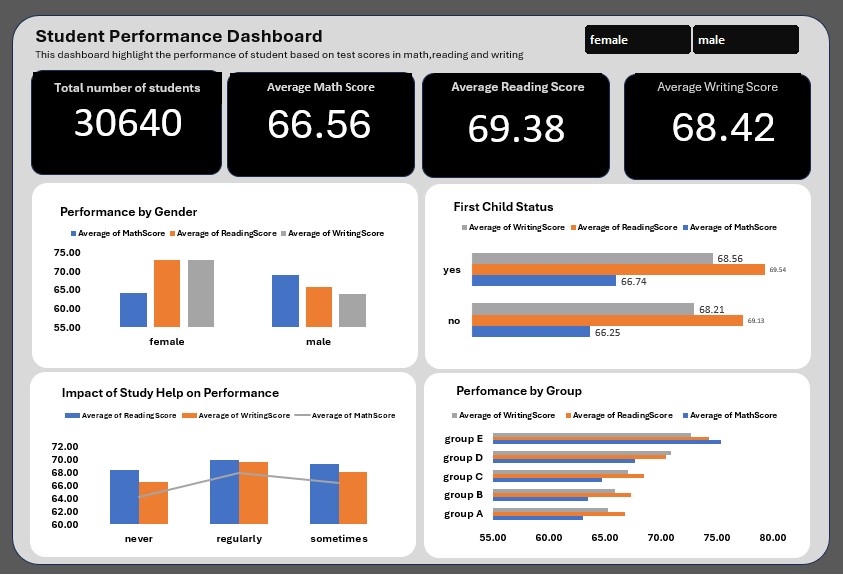 Student Performance Dashboard
This dashboard highlight the performance of student based on test scores in math,reading and writing
female
male
Total number of students
30640
Average Math Score
66.56
Average Reading Score
69.38
Average Writing Score
68.42
Performance by Gender
Average of MathScore Average of ReadingScore Average of WritingScore
75.00
70.00
65.00
60.00
55.00
female male
First Child Status
Average of WritingScore Average of ReadingScore Average of MathScore
yes
68.56
69.54
66.74
no
68.21
69.13
66.25
Impact of Study Help on Performance
Average of ReadingScore Average of WritingScore Average of MathScore
72.00
70.00
68.00
66.00
64.00
62.00
60.00
never regularly sometimes
Perfomance by Group
Average of WritingScore Average of ReadingScore Average of MathScore
group E
group D
group C
group B
group A
55.00 60.00 65.00 70.00 75.00 80.00